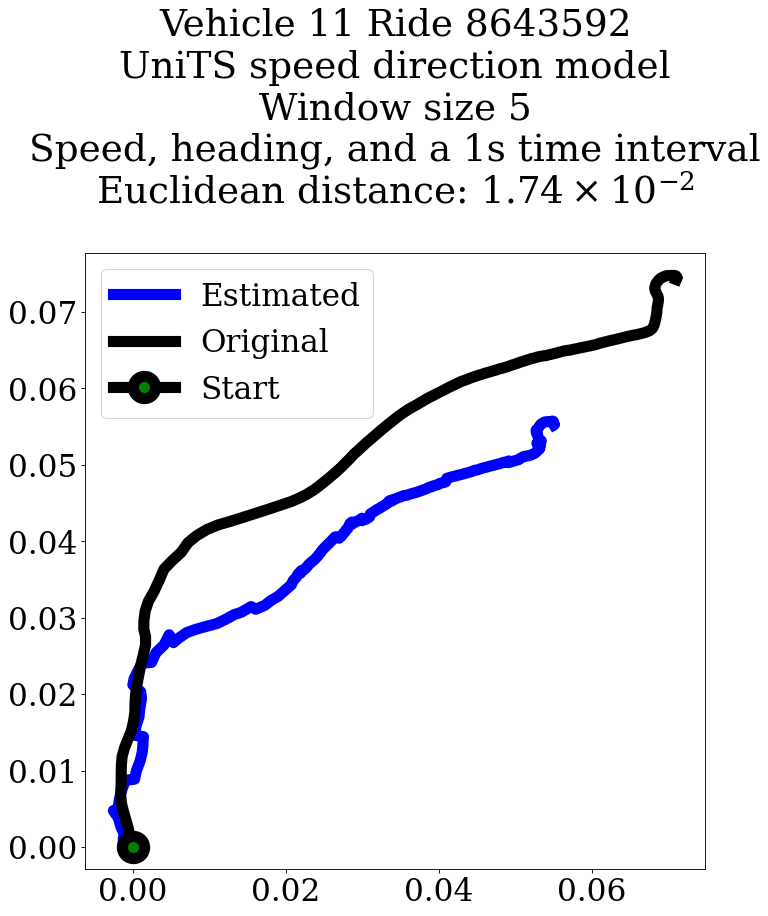 Vehicle 11 Ride 8643592
UniTS speed direction model
Window size 5
Speed, heading, and a 1s time interval
Euclidean distance: 1.74 × 10⁻²
Estimated
Original
Start
0.07
0.06
0.05
0.04
0.03
0.02
0.01
0.00
0.00 0.02 0.04 0.06